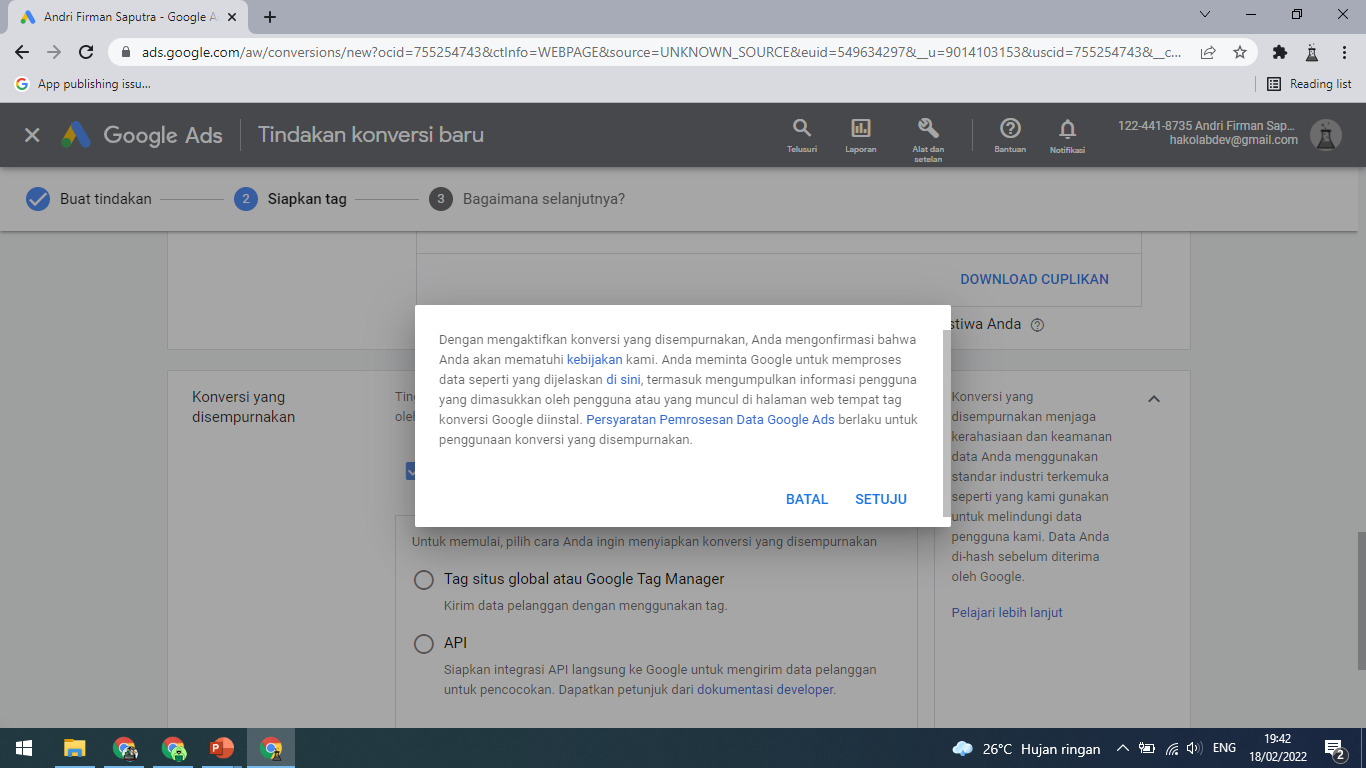 Andri Firman Saputra - Google A
ads.google.com/aw/conversions/new?ocid=755254743&ctInfo=WEBPAGE&source=UNKNOWN_SOURCE&euid=549634297&__u=9014103153&uscid=755254743&__c...
App publishing issu...
Reading list
Google Ads
Tindakan konversi baru
Telusuri
Laporan
Alat dan
setelan
Bantuan
Notifikasi
122-441-8735 Andri Firman Sap...
hakolabdev@gmail.com
Buat tindakan
2
Siapkan tag
3
Bagaimana selanjutnya?
DOWNLOAD CUPLIKAN
stiwa Anda
Dengan mengaktifkan konversi yang disempurnakan, Anda mengonfirmasi bahwa
Anda akan mematuhi kebijakan kami. Anda meminta Google untuk memproses
data seperti yang dijelaskan di sini, termasuk mengumpulkan informasi pengguna
yang dimasukkan oleh pengguna atau yang muncul di halaman web tempat tag
konversi Google diinstal. Persyaratan Pemrosesan Data Google Ads berlaku untuk
penggunaan konversi yang disempurnakan.
BATAL
SETUJU
Konversi yang
disempurnakan
Tin
ole
Untuk memulai, pilih cara Anda ingin menyiapkan konversi yang disempurnakan
Tag situs global atau Google Tag Manager
Kirim data pelanggan dengan menggunakan tag.
API
Siapkan integrasi API langsung ke Google untuk mengirim data pelanggan
untuk pencocokan. Dapatkan petunjuk dari dokumentasi developer.
Konversi yang
disempurnakan menjaga
kerahasiaan dan keamanan
data Anda menggunakan
standar industri terkemuka
seperti yang kami gunakan
untuk melindungi data
pengguna kami. Data Anda
di-hash sebelum diterima
oleh Google.
Pelajari lebih lanjut
26°C Hujan ringan
ENG
19:42
18/02/2022
2